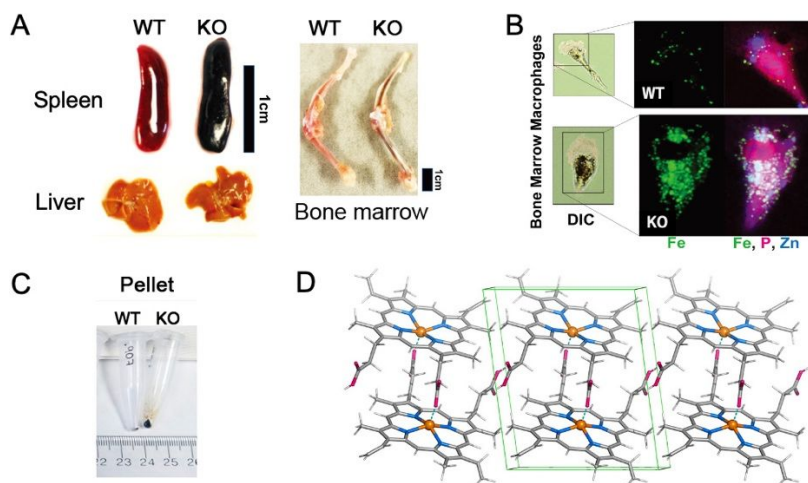 A
WT KO
Spleen
1cm
Liver
1cm
Bone marrow
B
Bone Marrow Macrophages
WT
KO
DIC
Fe
Fe, P, Zn
C
Pellet
WT KO
22 23 24 25 26
D
WT KO